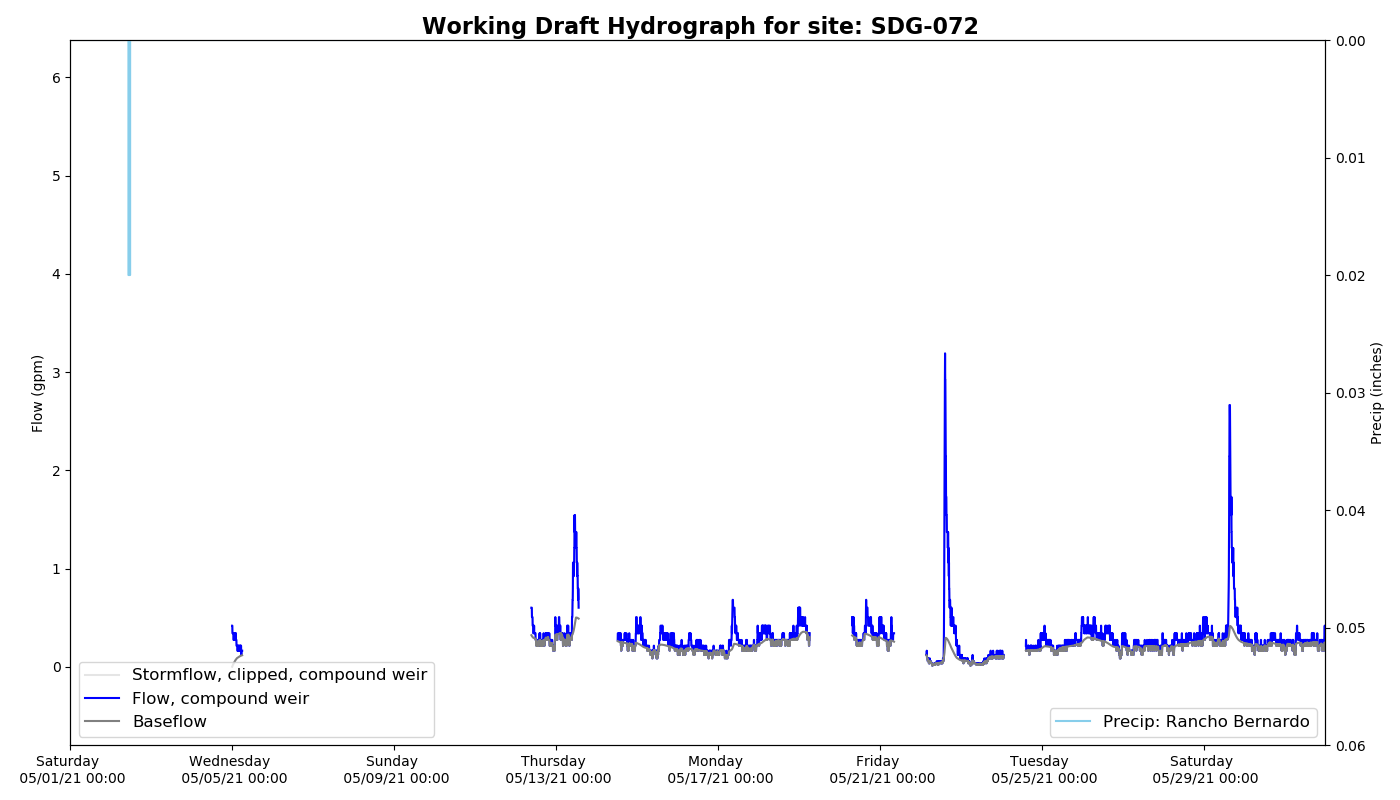 Working Draft Hydrograph for site: SDG-072
6
5
4
3
2
1
0
Flow (gpm)
0.00
0.01
0.02
0.03
0.04
0.05
0.06
Precip (inches)
Stormflow, clipped, compound weir
Flow, compound weir
Baseflow
Precip: Rancho Bernardo
Saturday
05/01/21 00:00
Wednesday
05/05/21 00:00
Sunday
05/09/21 00:00
Thursday
05/13/21 00:00
Monday
05/17/21 00:00
Friday
05/21/21 00:00
Tuesday
05/25/21 00:00
Saturday
05/29/21 00:00